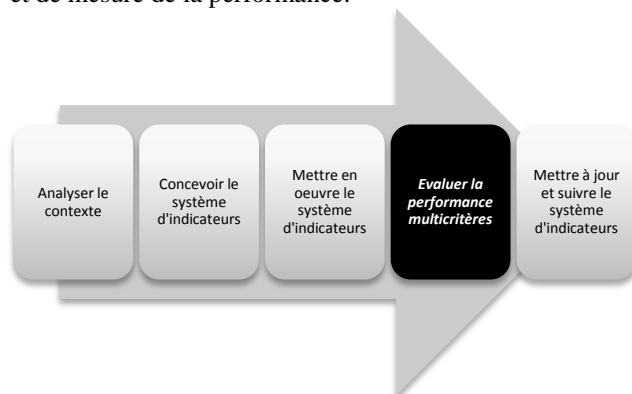 et de mesure de la performance.
Analyser le
contexte
Concevoir le
système
d'indicateurs
Mettre en
oeuvre le
système
d'indicateurs
Evaluer la
performance
multicritères
Mettre à jour
et suivre le
système
d'indicateurs